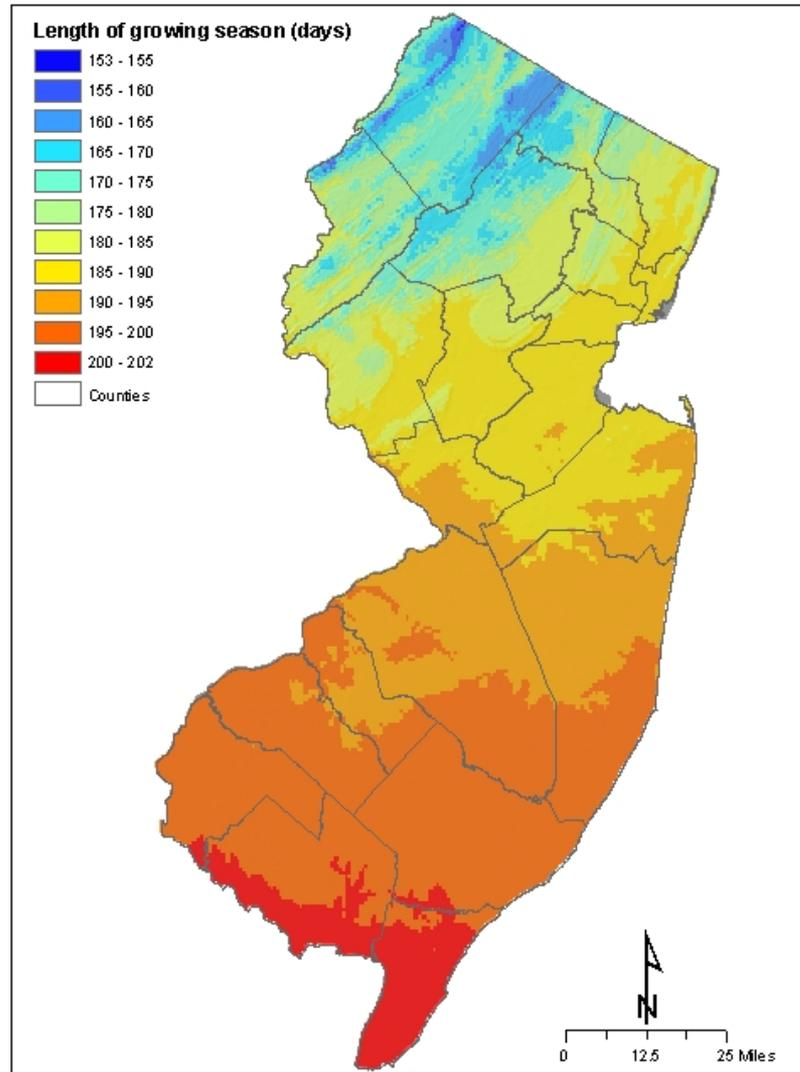 Length of growing season (days)
153 - 155
155 - 160
160 - 165
165 - 170
170 - 175
175 - 180
180 - 185
185 - 190
190 - 195
195 - 200
200 - 202
Counties
N
0 12.5 25 Miles